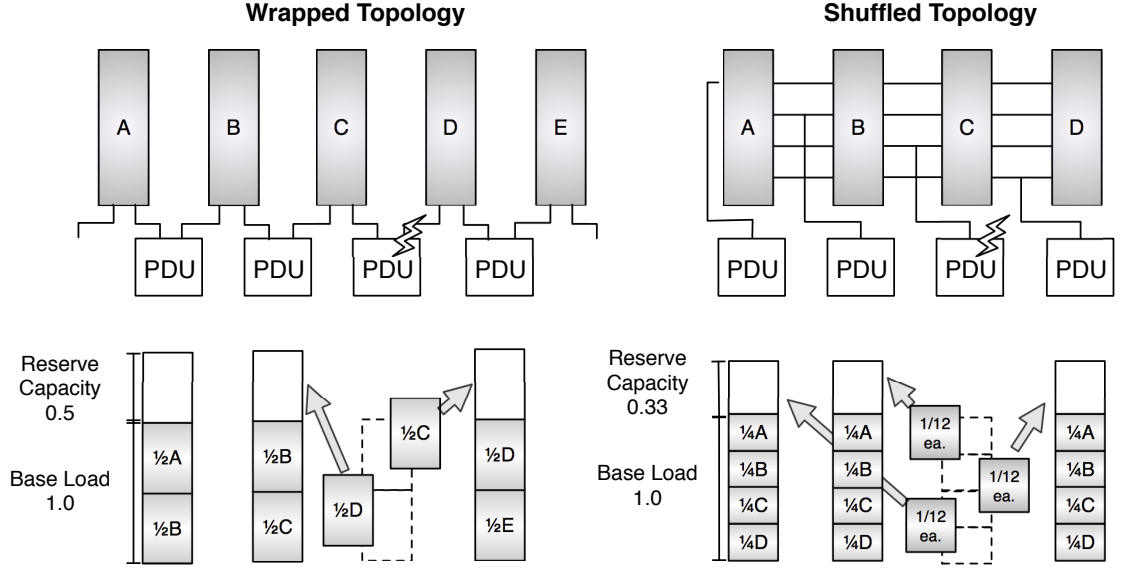 Wrapped Topology
Shuffled Topology
A
B
C
D
E
A
B
C
D
PDU
PDU
PDU
PDU
PDU
PDU
PDU
PDU
Reserve
Capacity
0.5
Base Load
1.0
½A
½B
½B
½C
½D
½C
½D
½E
Reserve
Capacity
0.33
Base Load
1.0
¼A
¼B
¼C
¼D
¼A
¼B
¼C
¼D
1/12
ea.
1/12
ea.
1/12
ea.
¼A
¼B
¼C
¼D